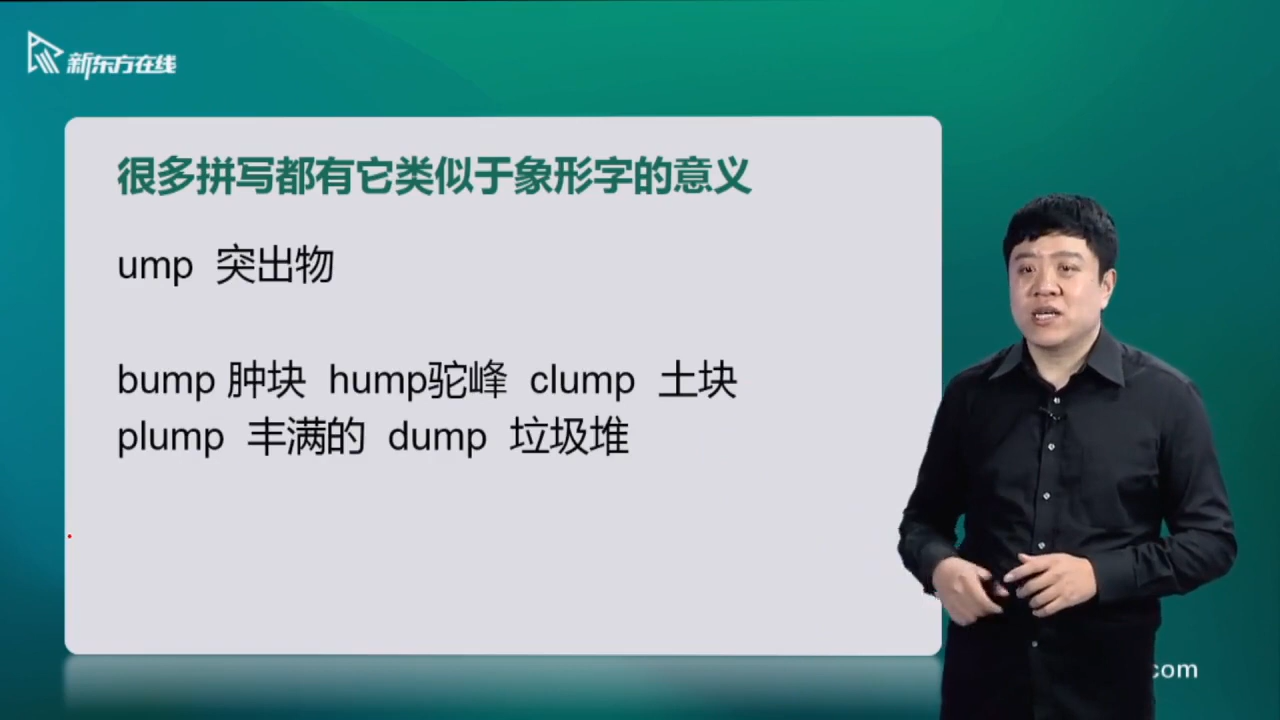 新东方在线
很多拼写都有它类似于象形字的意义
ump 突出物
bump 肿块 hump驼峰 clump 土块
plump 丰满的 dump 垃圾堆
com